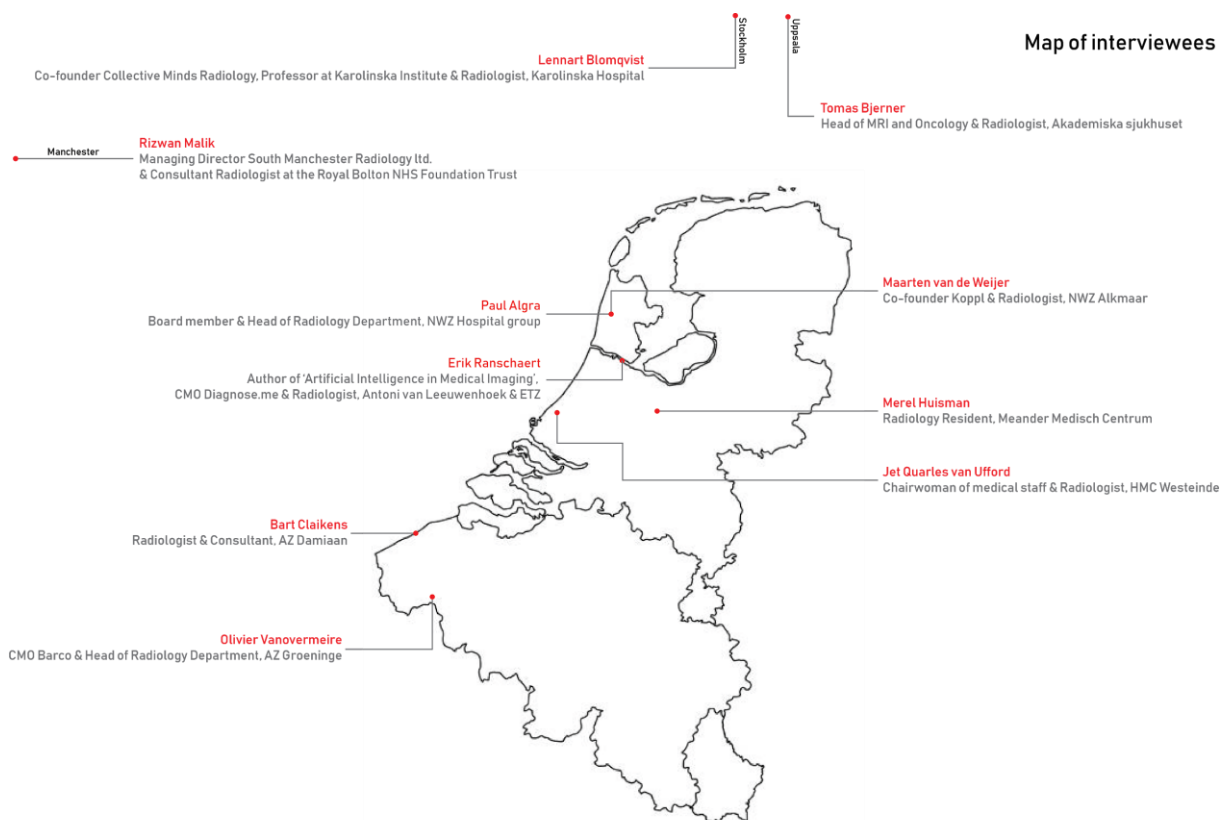 Map of interviewees
Stockholm
Uppsala
Lennart Blomqvist
Co-founder Collective Minds Radiology, Professor at Karolinska Institute & Radiologist, Karolinska Hospital
Tomas Bjerner
Head of MRI and Oncology & Radiologist, Akademiska sjukhuset
Manchester
Rizwan Malik
Managing Director South Manchester Radiology ltd.
& Consultant Radiologist at the Royal Bolton NHS Foundation Trust
Maarten van de Weijer
Co-founder Koppl & Radiologist, NWZ Alkmaar
Paul Algra
Board member & Head of Radiology Department, NWZ Hospital group
Erik Ranschaert
Author of ‘Artificial Intelligence in Medical Imaging’,
CMO Diagnose.me & Radiologist, Antoni van Leeuwenhoek & ETZ
Merel Huisman
Radiology Resident, Meander Medisch Centrum
Jet Quarles van Ufford
Chairwoman of medical staff & Radiologist, HMC Westeinde
Bart Claikens
Radiologist & Consultant, AZ Damiaan
Olivier Vanovermeire
CMO Barco & Head of Radiology Department, AZ Groeninge